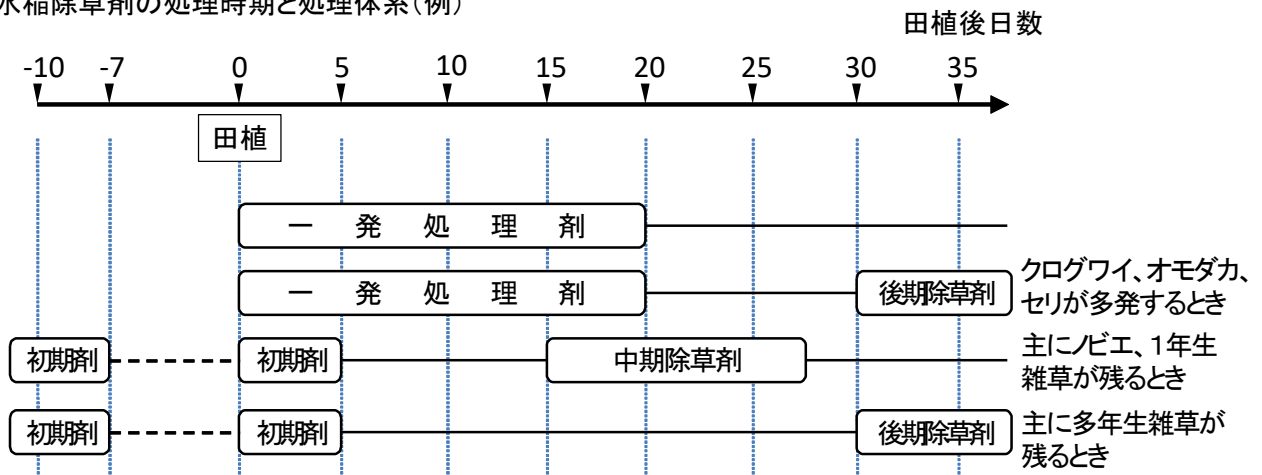 水稲除草剤の処理時期と処理体系(例)
田植後日数
-10 -7 0 5 10 15 20 25 30 35
田植
一発処理剤
一発処理剤 後期除草剤 クログワイ、オモダカ、
セリが多発するとき
初期剤 初期剤 中期除草剤 主にノビエ、1年生
雑草が残るとき
初期剤 初期剤 後期除草剤 主に多年生雑草が
残るとき